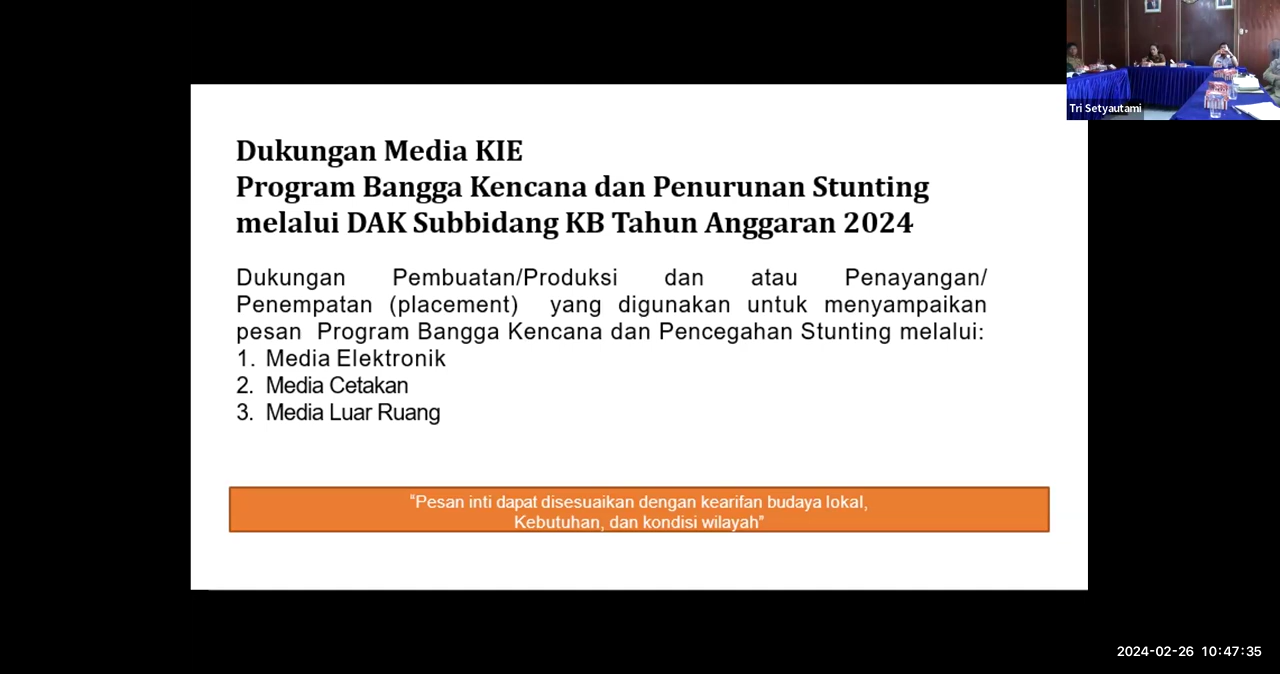 Tri Setyautami
Dukungan Media KIE
Program Bangga Kencana dan Penurunan Stunting
melalui DAK Subbidang KB Tahun Anggaran 2024
Dukungan Pembuatan/Produksi dan atau Penayangan/
Penempatan (placement) yang digunakan untuk menyampaikan
pesan Program Bangga Kencana dan Pencegahan Stunting melalui:
1. Media Elektronik
2. Media Cetakan
3. Media Luar Ruang
“Pesan inti dapat disesuaikan dengan kearifan budaya lokal,
Kebutuhan, dan kondisi wilayah”
2024-02-26 10:47:35